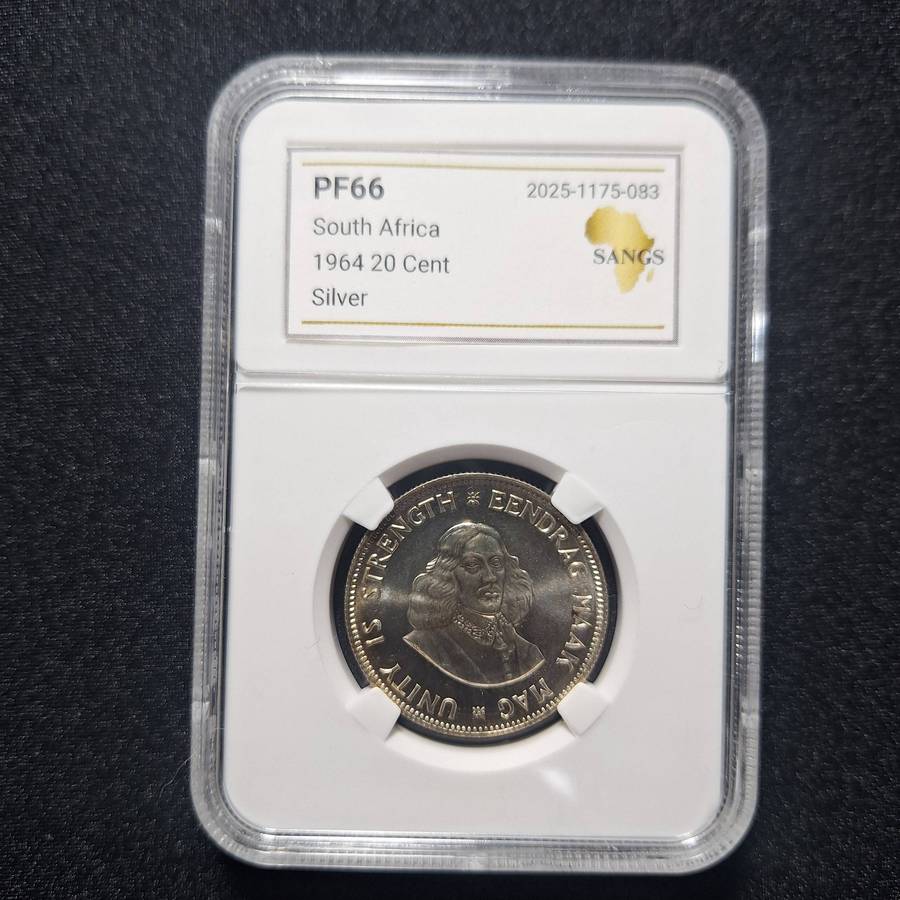 PF66
2025-1175-083
South Africa
SANGS
1964 20 Cent
Silver
UNITY IS STRENGTH
EENDRAG MAAK MAG